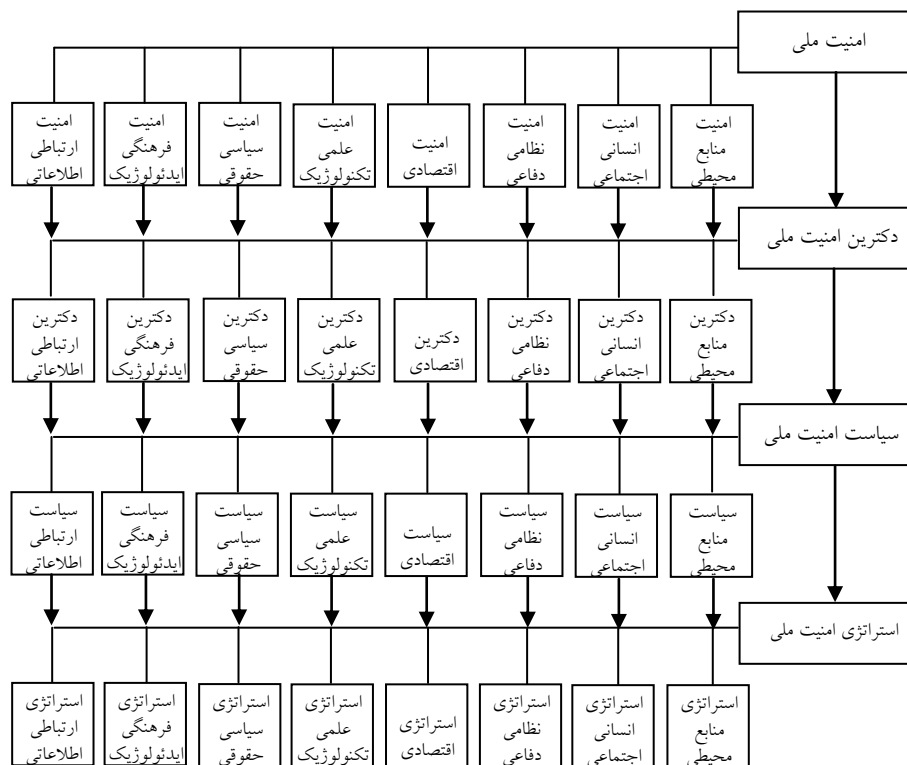 امنیت ملی
امنیت
منابع
محیطی
امنیت
انسانی
اجتماعی
امنیت
نظامی
دفاعی
امنیت
اقتصادی
امنیت
علمی
تکنولوژیک
امنیت
سیاسی
حقوقی
امنیت
فرهنگی
ایدئولوژیک
امنیت
ارتباطی
اطلاعاتی
دکترین امنیت ملی
دکترین
منابع
محیطی
دکترین
انسانی
اجتماعی
دکترین
نظامی
دفاعی
دکترین
اقتصادی
دکترین
علمی
تکنولوژیک
دکترین
سیاسی
حقوقی
دکترین
فرهنگی
ایدئولوژیک
دکترین
ارتباطی
اطلاعاتی
سیاست امنیت ملی
سیاست
منابع
محیطی
سیاست
انسانی
اجتماعی
سیاست
نظامی
دفاعی
سیاست
اقتصادی
سیاست
علمی
تکنولوژیک
سیاست
سیاسی
حقوقی
سیاست
فرهنگی
ایدئولوژیک
سیاست
ارتباطی
اطلاعاتی
استراتژی امنیت ملی
استراتژی
منابع
محیطی
استراتژی
انسانی
اجتماعی
استراتژی
نظامی
دفاعی
استراتژی
اقتصادی
استراتژی
علمی
تکنولوژیک
استراتژی
سیاسی
حقوقی
استراتژی
فرهنگی
ایدئولوژیک
استراتژی
ارتباطی
اطلاعاتی